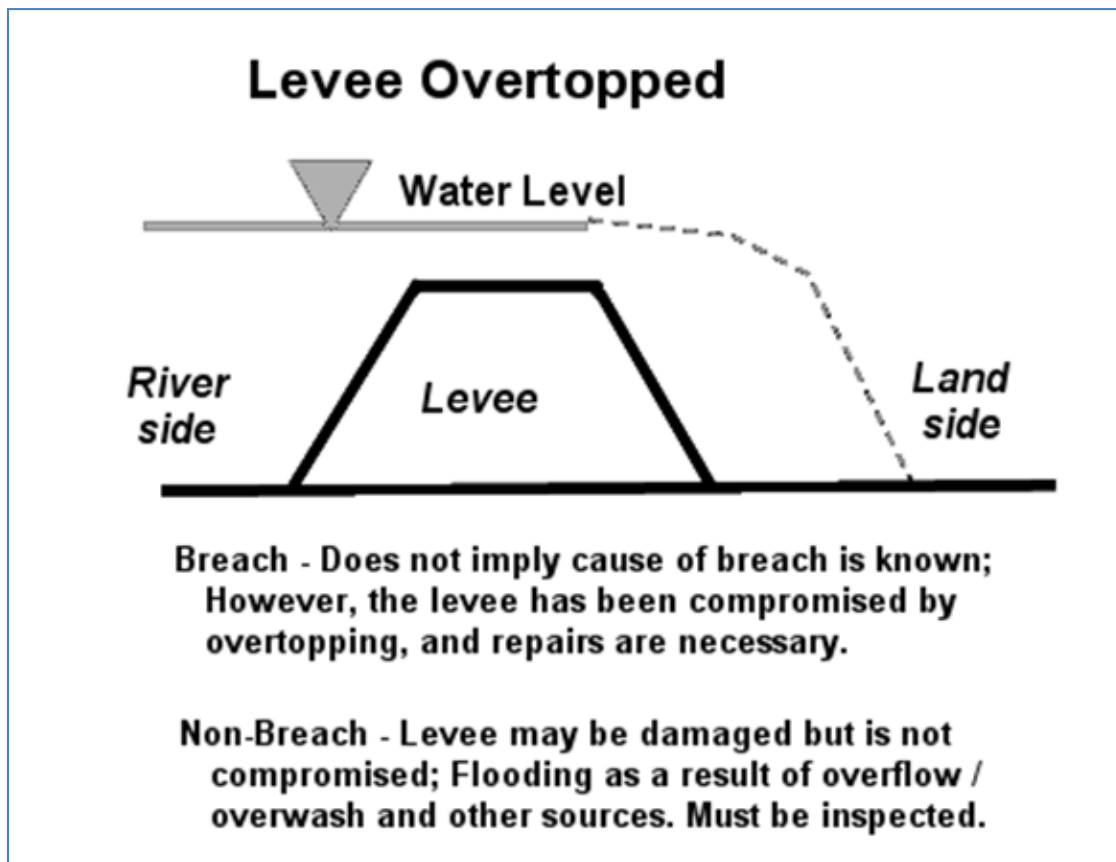 Levee Overtopped
Water Level
River
side
Levee
Land
side
Breach - Does not imply cause of breach is known;
However, the levee has been compromised by
overtopping, and repairs are necessary.
Non-Breach - Levee may be damaged but is not
compromised; Flooding as a result of overflow /
overwash and other sources. Must be inspected.